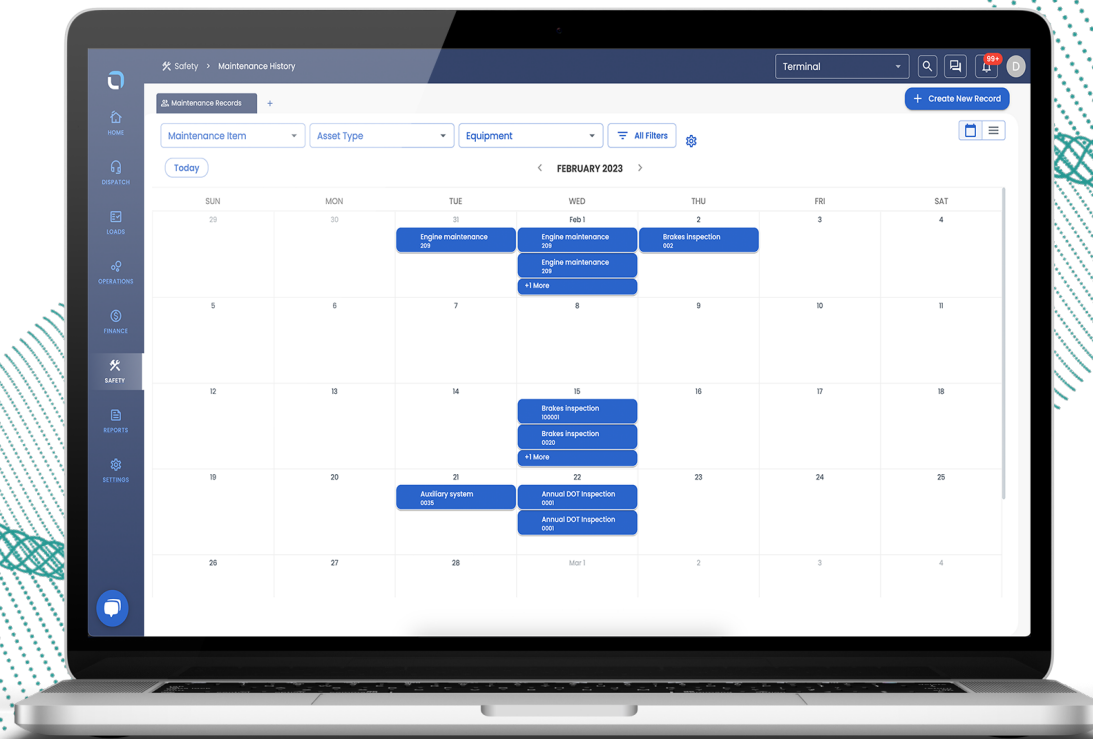 Safety > Maintenance History
Terminal
99+
D
Maintenance Records
+
+ Create New Record
HOME
DISPATCH
LOADS
OPERATIONS
FINANCE
SAFETY
REPORTS
SETTINGS
Maintenance Item
Asset Type
Equipment
All Filters
Today
< FEBRUARY 2023 >
SUN MON TUE WED THU FRI SAT
29 30 31 Feb 1 2 3 4
Engine maintenance
209
Engine maintenance
209
Engine maintenance
209
+1 More
Brakes inspection
002
5 6 7 8 9 10 11
12 13 14 15 16 17 18
Brakes inspection
100001
Brakes inspection
0020
+1 More
19 20 21 22 23 24 25
Auxiliary system
0035
Annual DOT Inspection
0001
Annual DOT Inspection
0001
26 27 28 Mar 1 2 3 4